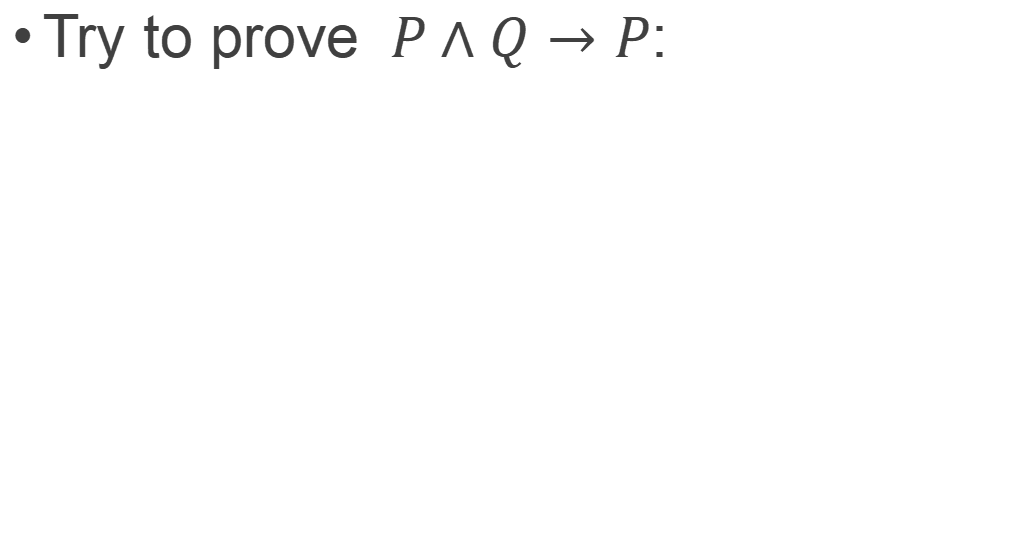 • Try to prove 𝑃 ∧ 𝑄 → 𝑃: